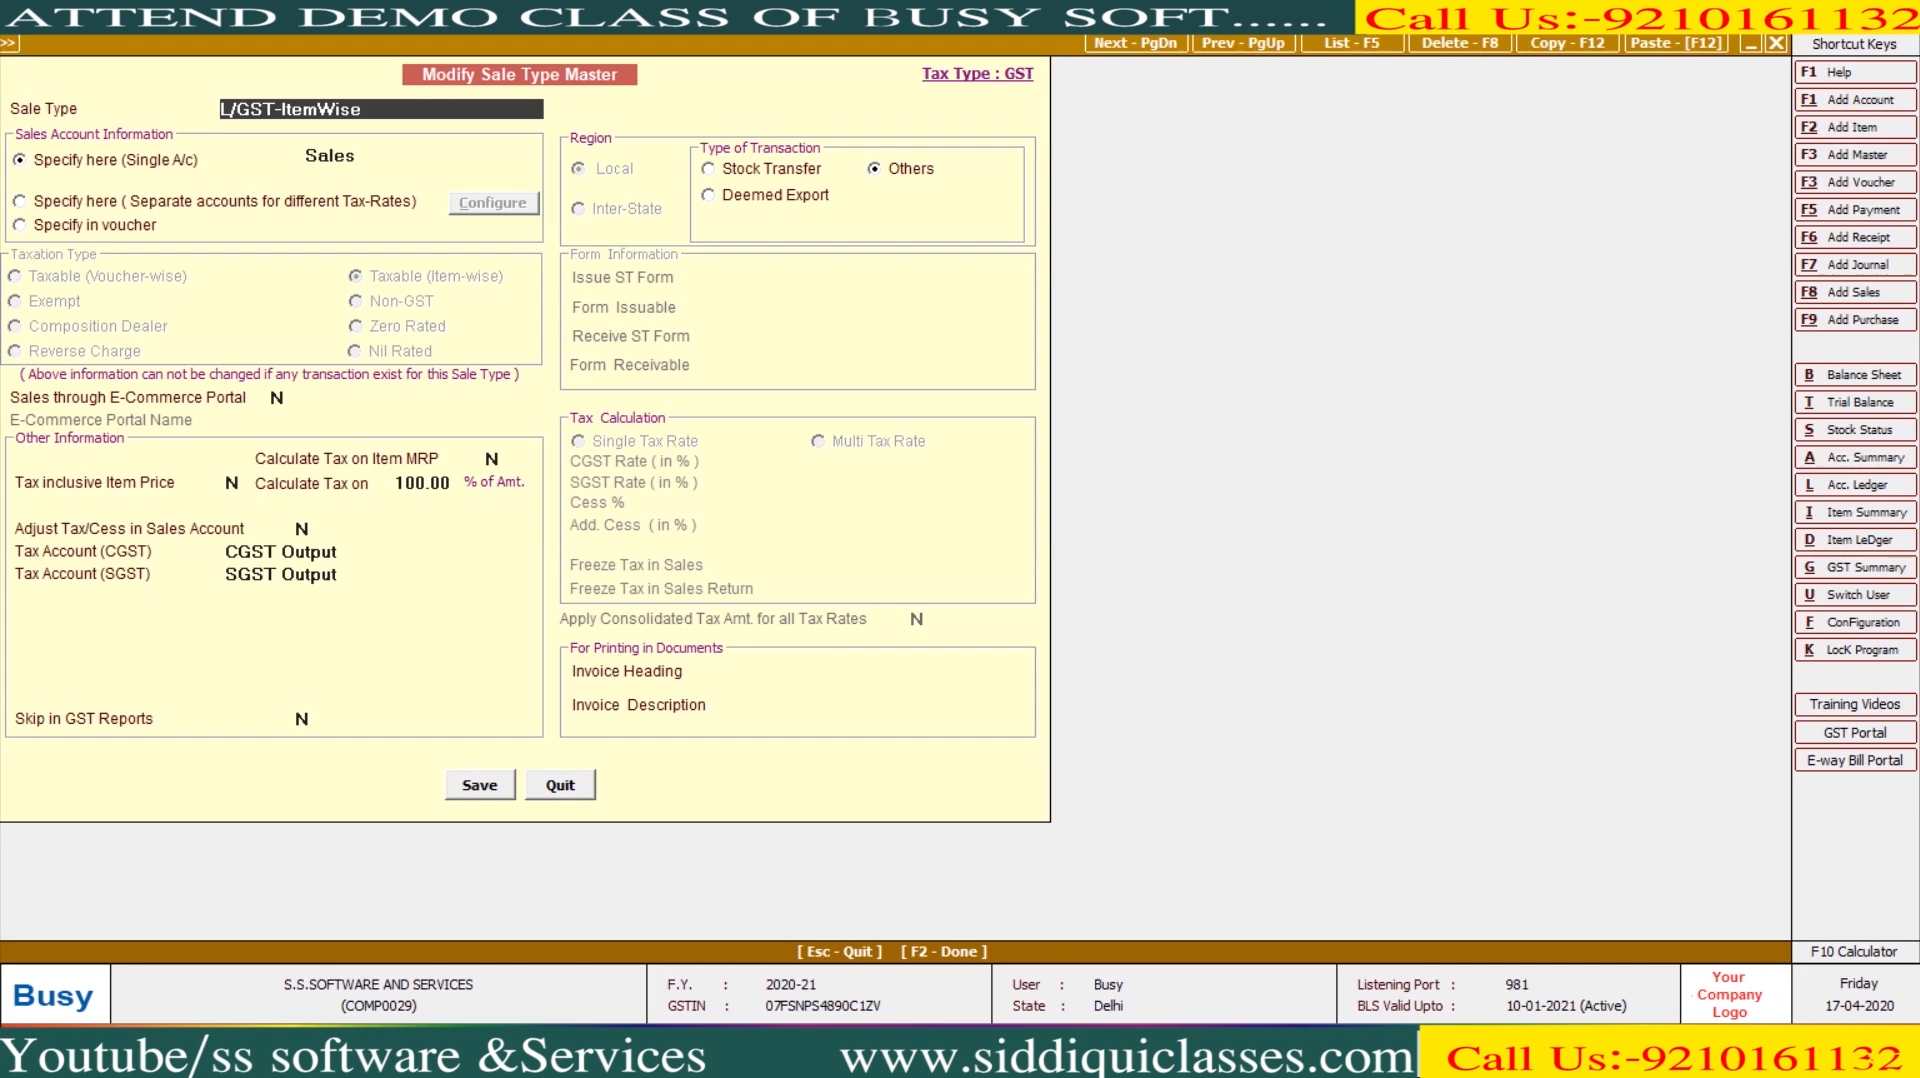 ATTEND DEMO CLASS OF BUSY SOFT......
Call Us:-9210161132
>>
Next - PgDn
Prev - PgUp
List - F5
Delete - F8
Copy - F12
Paste - [F12]
Shortcut Keys
Modify Sale Type Master
Tax Type : GST
Sale Type L/GST-ItemWise
Sales Account Information
Specify here (Single A/c) Sales
Specify here ( Separate accounts for different Tax-Rates) Configure
Specify in voucher
Region
Local
Inter-State
Type of Transaction
Stock Transfer Others
Deemed Export
Taxation Type
Taxable (Voucher-wise) Taxable (Item-wise)
Exempt Non-GST
Composition Dealer Zero Rated
Reverse Charge Nil Rated
( Above information can not be changed if any transaction exist for this Sale Type )
Form Information
Issue ST Form
Form Issuable
Receive ST Form
Form Receivable
Sales through E-Commerce Portal N
E-Commerce Portal Name
Other Information
Calculate Tax on Item MRP N
Tax inclusive Item Price N Calculate Tax on 100.00 % of Amt.
Adjust Tax/Cess in Sales Account N
Tax Account (CGST) CGST Output
Tax Account (SGST) SGST Output
Skip in GST Reports N
Tax Calculation
Single Tax Rate Multi Tax Rate
CGST Rate ( in % )
SGST Rate ( in % )
Cess %
Add. Cess ( in % )
Freeze Tax in Sales
Freeze Tax in Sales Return
Apply Consolidated Tax Amt. for all Tax Rates N
For Printing in Documents
Invoice Heading
Invoice Description
Save Quit
F1 Help
F1 Add Account
F2 Add Item
F3 Add Master
F3 Add Voucher
F5 Add Payment
F6 Add Receipt
F7 Add Journal
F8 Add Sales
F9 Add Purchase
B Balance Sheet
T Trial Balance
S Stock Status
A Acc. Summary
L Acc. Ledger
I Item Summary
D Item LeDger
G GST Summary
U Switch User
F ConFiguration
K LocK Program
Training Videos
GST Portal
E-way Bill Portal
[ Esc - Quit ] [ F2 - Done ]
F10 Calculator
Busy
S.S.SOFTWARE AND SERVICES
(COMP0029)
F.Y. : 2020-21
GSTIN : 07FSNPS4890C1ZV
User : Busy
State : Delhi
Listening Port : 981
BLS Valid Upto : 10-01-2021 (Active)
Your
Company
Logo
Friday
17-04-2020
Youtube/ss software &Services
www.siddiquiclasses.com
Call Us:-9210161132